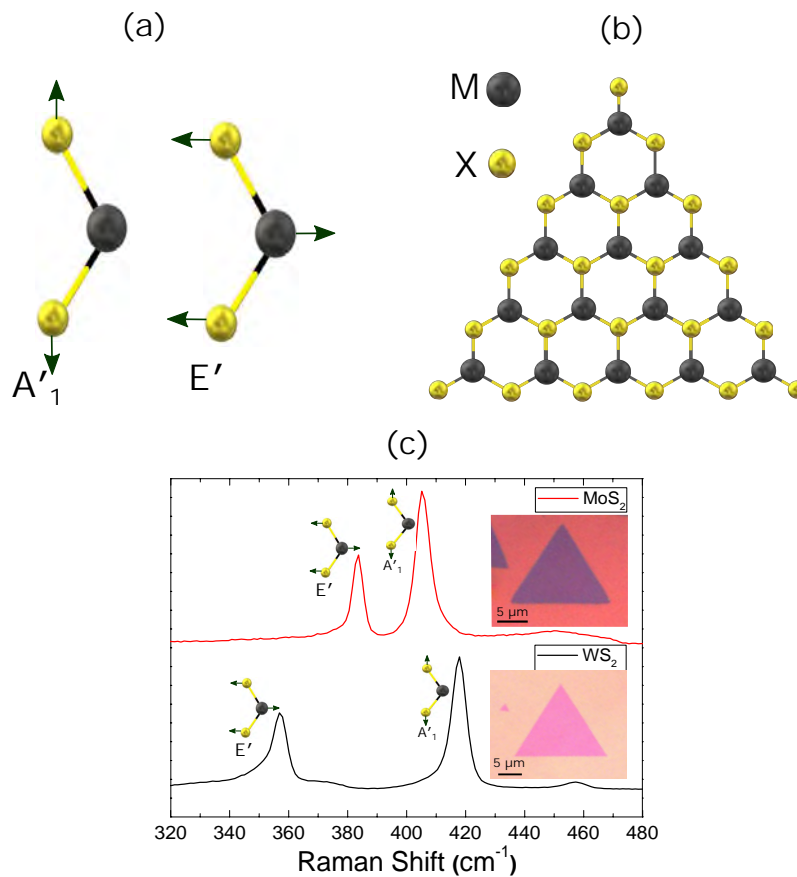 (a)
(b)
M
X
A′₁
E′
(c)
MoS₂
A′₁
E′
5 μm
WS₂
A′₁
E′
5 μm
320 340 360 380 400 420 440 460 480
Raman Shift (cm⁻¹)